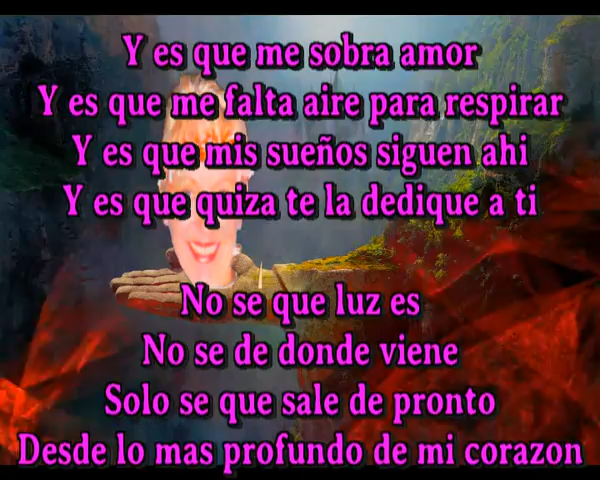 Y es que me sobra amor
Y es que me falta aire para respirar
Y es que mis sueños siguen ahi
Y es que quiza te la dedique a ti
No se que luz es
No se de donde viene
Solo se que sale de pronto
Desde lo mas profundo de mi corazon